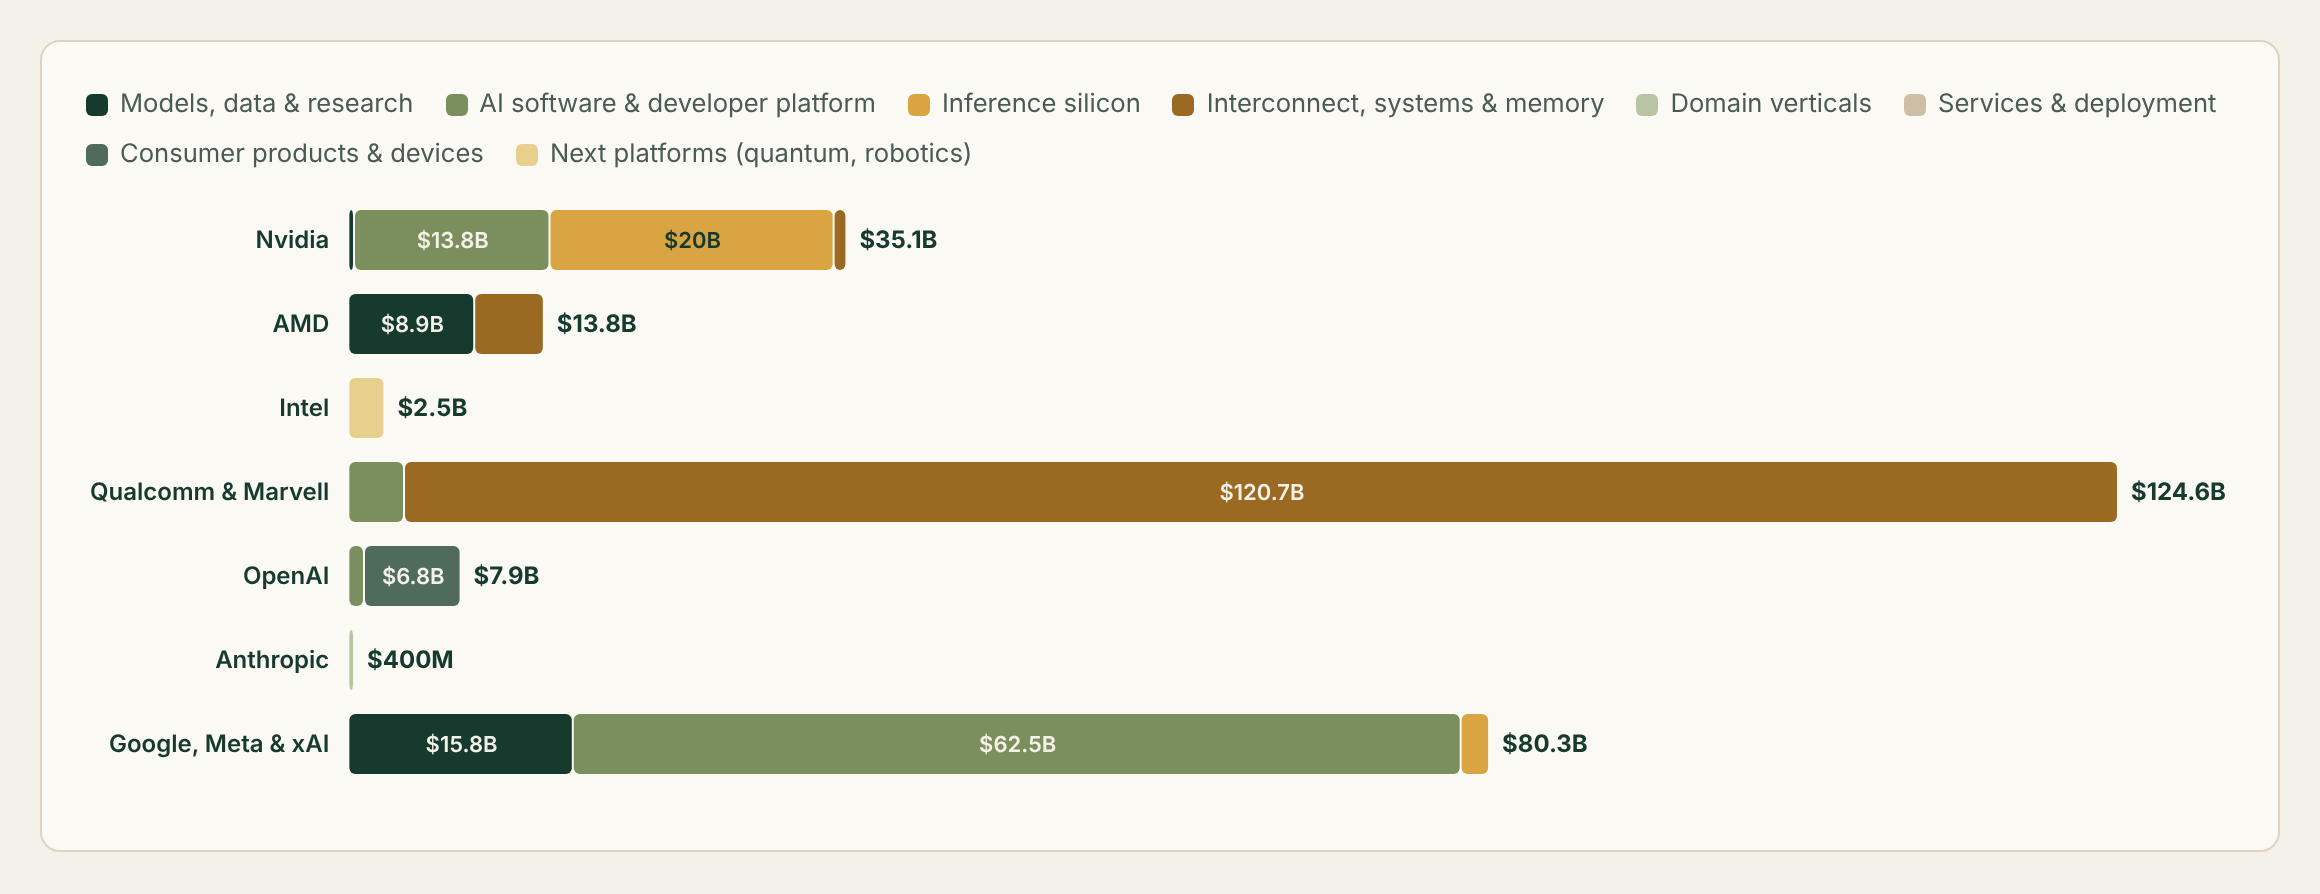 Models, data & research AI software & developer platform Inference silicon Interconnect, systems & memory Domain verticals Services & deployment
Consumer products & devices Next platforms (quantum, robotics)
Nvidia $13.8B $20B $35.1B
AMD $8.9B $13.8B
Intel $2.5B
Qualcomm & Marvell $120.7B $124.6B
OpenAI $6.8B $7.9B
Anthropic $400M
Google, Meta & xAI $15.8B $62.5B $80.3B